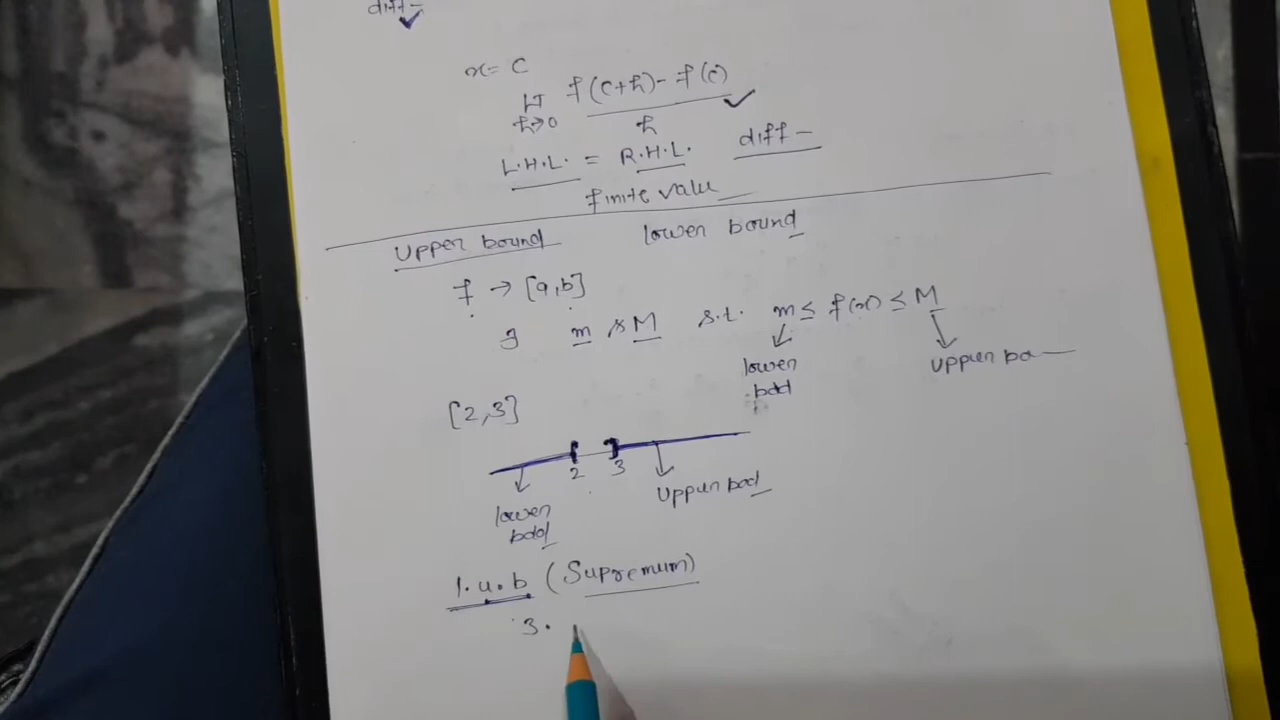 diff-
x = C
Lt f(c+h) - f(c)
h→0 h
L.H.L. = R.H.L. diff-
finite value
Upper bound lower bound
f → [a,b]
∃ m & M s.t. m ≤ f(x) ≤ M
lower Upper bo
bdd
[2,3]
2 3
lower Upper bdd
bdd
l.u.b (Supremum)
3.